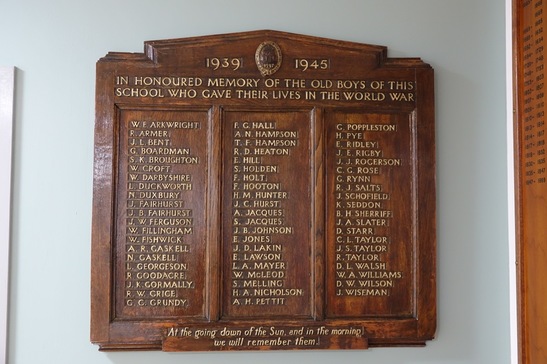 1939 1945
IN HONOURED MEMORY OF THE OLD BOYS OF THIS
SCHOOL WHO GAVE THEIR LIVES IN THE WORLD WAR
W. E. ARKWRIGHT
R. ARMER
J. L. BENT
G. BOARDMAN
S. K. BROUGHTON
W. CROFT
W. DARBYSHIRE
L. DUCKWORTH
N. DUXBURY
J. FAIRHURST
J. B. FAIRHURST
J. W. FERGUSON
W. FILLINGHAM
W. FISHWICK
A. R. GASKELL
N. GASKELL
L. GEORGESON
R. GOODACRE
J. K. GORMALLY
R. W. GRICE
G. G. GRUNDY
F. G. HALL
A. N. HAMPSON
T. F. HAMPSON
R. D. HEATON
E. HILL
S. HOLDEN
F. HOLT
F. HOOTON
H. M. HUNTER
J. C. HURST
A. JACQUES
S. JACQUES
J. B. JOHNSON
E. JONES
J. D. LAKIN
E. LAWSON
L. A. MAYER
W. McLEOD
S. MELLING
H. A. NICHOLSON
A. H. PETTIT
G. POPPLESTON
H. PYE
E. RIDLEY
J. E. RIGBY
J. J. ROGERSON
C. G. ROSE
G. RYNN
R. J. SALTS
J. SCHOFIELD
K. SEDDON
B. H. SHERRIFF
J. A. SLATER
D. STARR
C. L. TAYLOR
J. S. TAYLOR
R. TAYLOR
D. L. WALSH
W. A. WILLIAMS
D. W. WILSON
J. WISEMAN
At the going down of the Sun, and in the morning
we will remember them